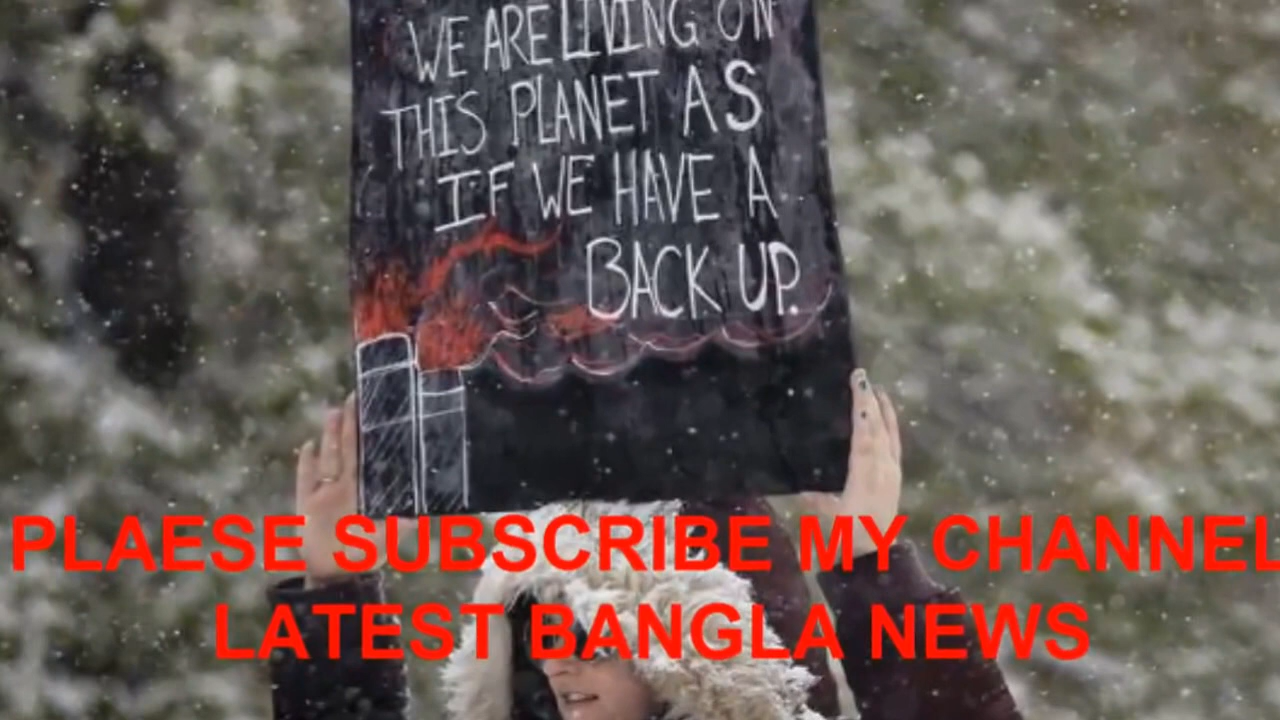 WE ARE LIVING ON
THIS PLANET AS
IF WE HAVE A
BACK UP.
PLAESE SUBSCRIBE MY CHANNEL
LATEST BANGLA NEWS